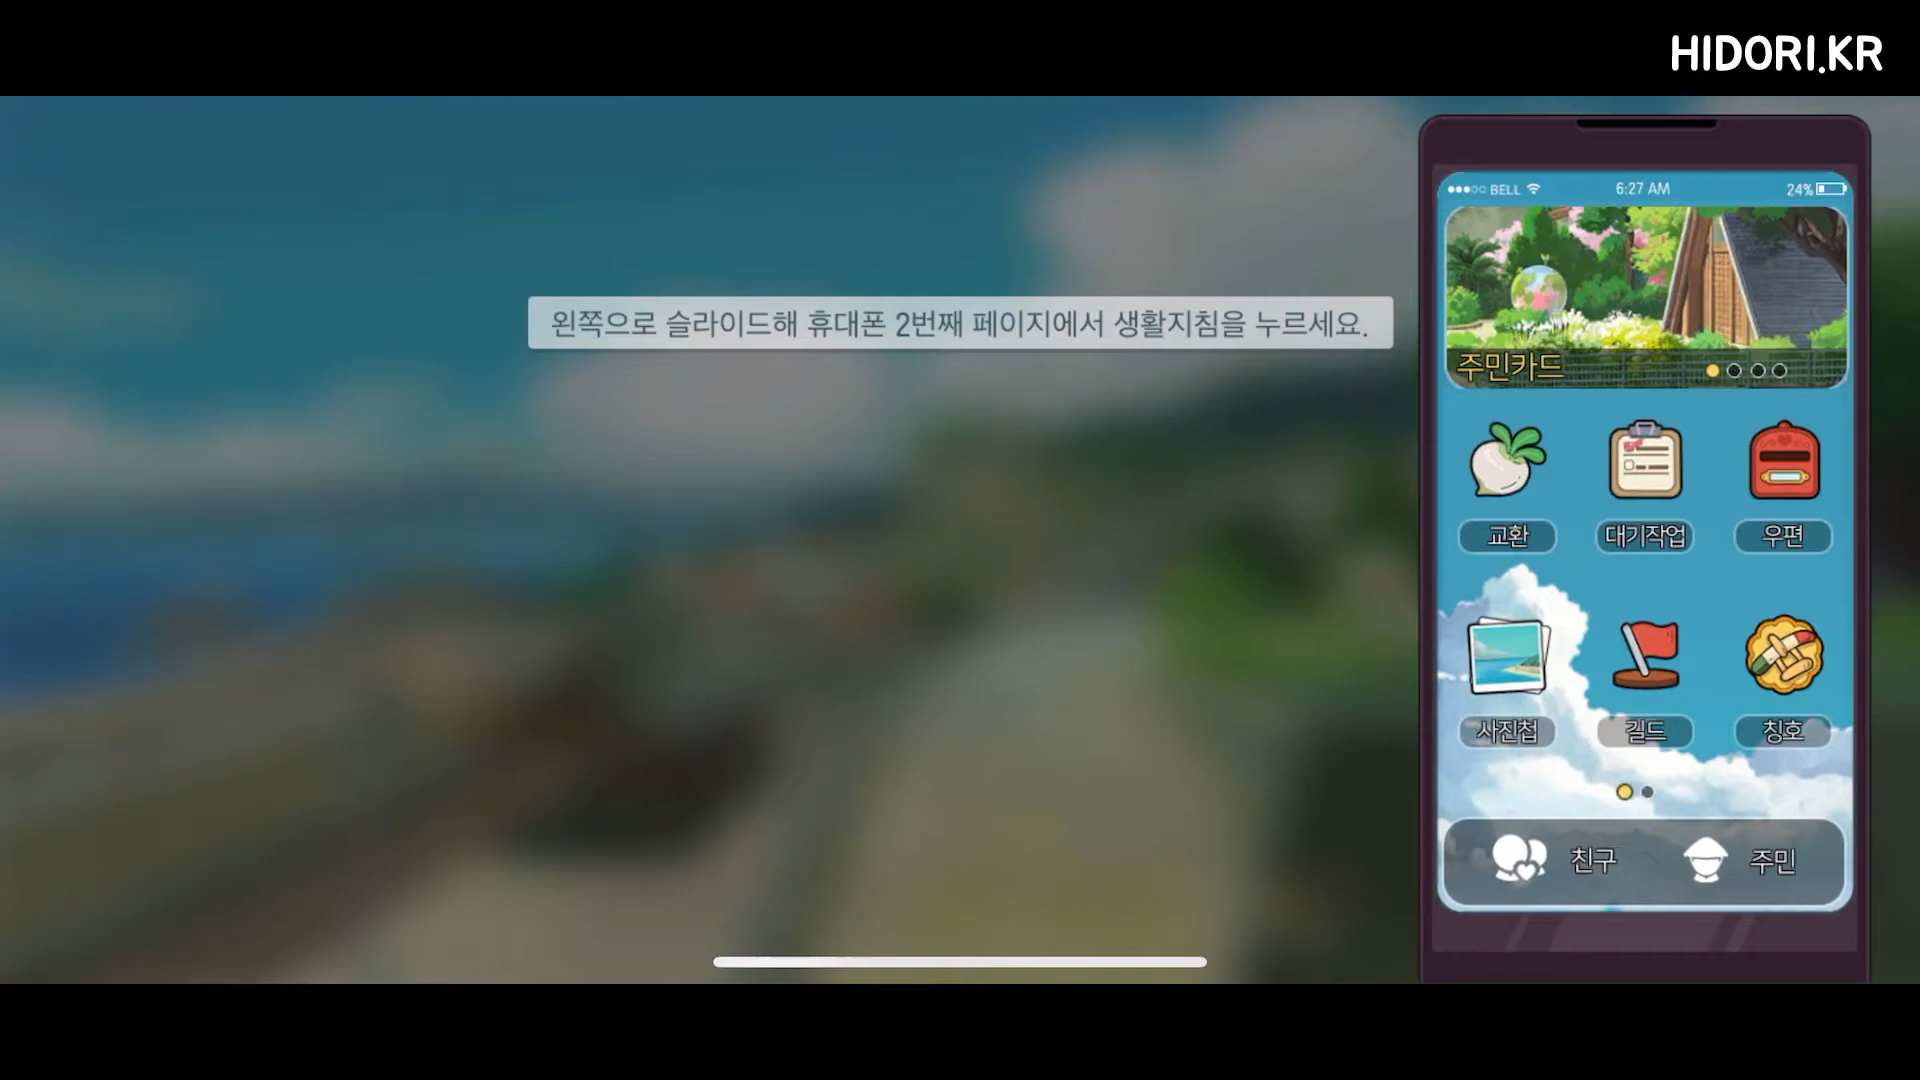 HIDORI.KR
BELL 6:27 AM 24%
왼쪽으로 슬라이드해 휴대폰 2번째 페이지에서 생활지침을 누르세요.
주민카드
교환 대기작업 우편
사진첩 길드 칭호
친구 주민